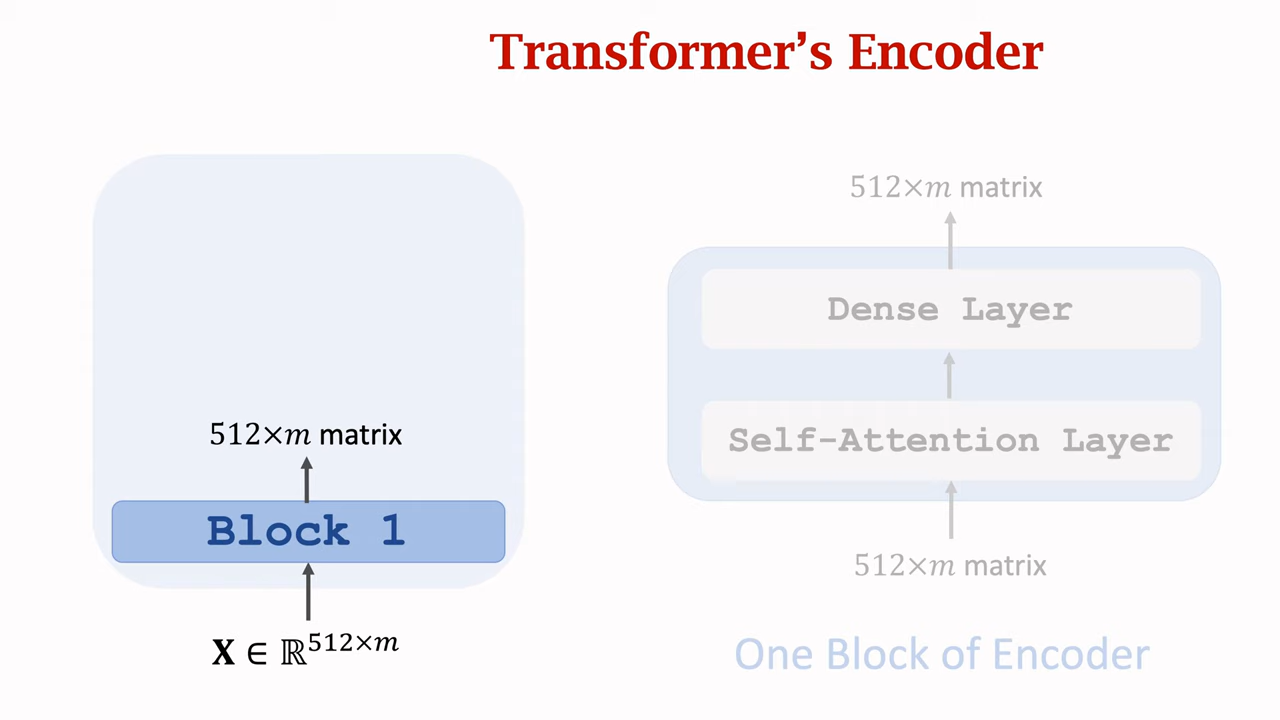 Transformer’s Encoder
512×m matrix
Block 1
X ∈ ℝ^512×m
512×m matrix
Dense Layer
Self-Attention Layer
512×m matrix
One Block of Encoder